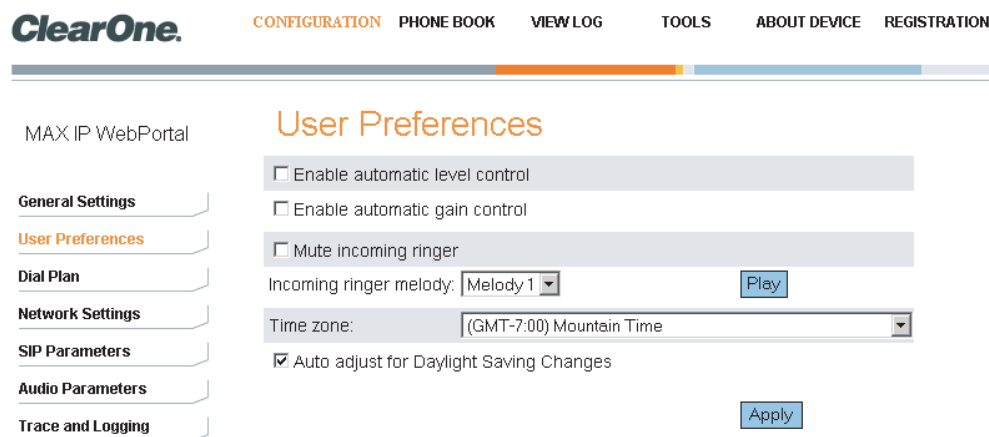 ClearOne.
CONFIGURATION PHONE BOOK VIEW LOG TOOLS ABOUT DEVICE REGISTRATION
MAX IP WebPortal
General Settings
User Preferences
Dial Plan
Network Settings
SIP Parameters
Audio Parameters
Trace and Logging
User Preferences
Enable automatic level control
Enable automatic gain control
Mute incoming ringer
Incoming ringer melody: Melody 1 Play
Time zone: (GMT-7:00) Mountain Time
Auto adjust for Daylight Saving Changes
Apply